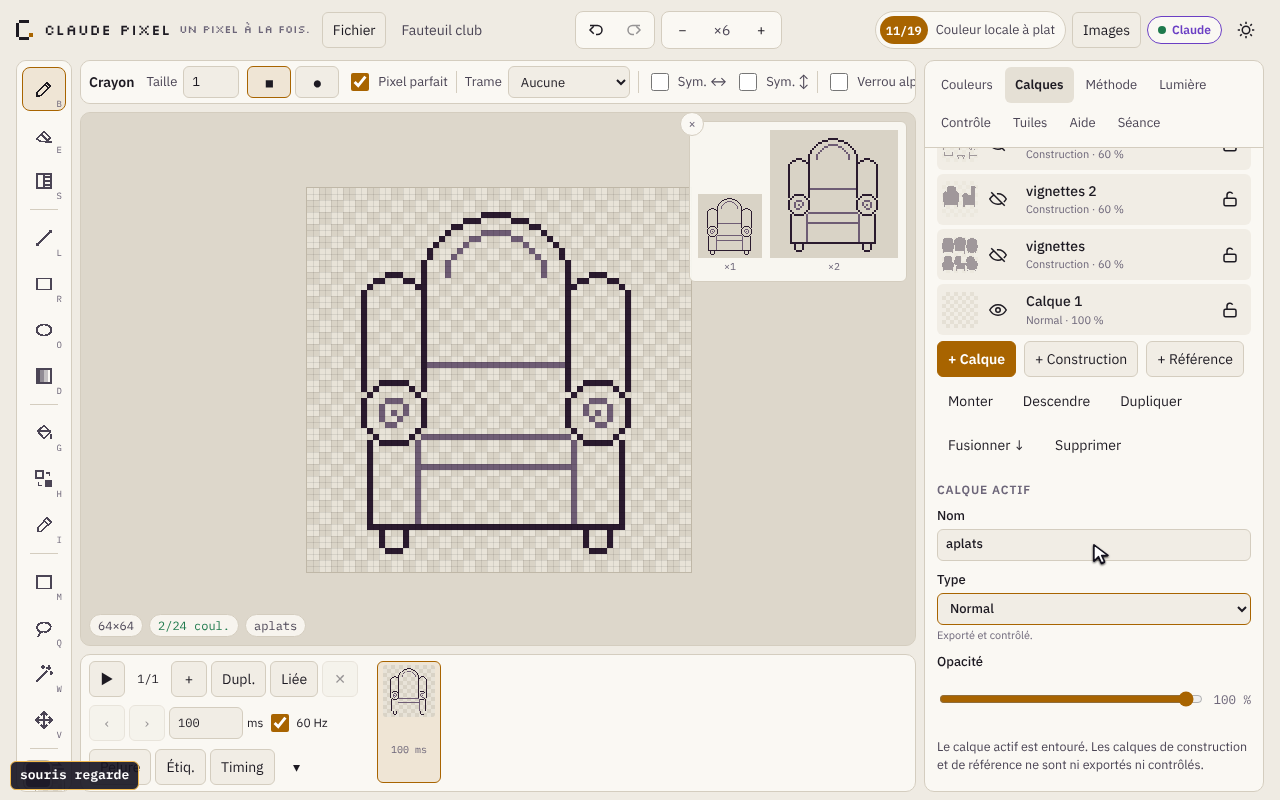 CLAUDE PIXEL UN PIXEL À LA FOIS. Fichier Fauteuil club − ×6 + 11/19 Couleur locale à plat Images Claude
Crayon Taille 1 Pixel parfait Trame Aucune Sym. ↔ Sym. ↕ Verrou alp
Couleurs Calques Méthode Lumière
Contrôle Tuiles Aide Séance
B
E
S
L
R
O
D
G
H
I
M
Q
W
V
×
×1 ×2
64×64 2/24 coul. aplats
Construction · 60 %
vignettes 2
Construction · 60 %
vignettes
Construction · 60 %
Calque 1
Normal · 100 %
+ Calque + Construction + Référence
Monter Descendre Dupliquer
Fusionner ↓ Supprimer
CALQUE ACTIF
Nom
aplats
Type
Normal
Exporté et contrôlé.
Opacité
100 %
Le calque actif est entouré. Les calques de construction
et de référence ne sont ni exportés ni contrôlés.
▶ 1/1 + Dupl. Liée ×
‹ › 100 ms 60 Hz
100 ms
Étiq. Timing ▼
souris regarde